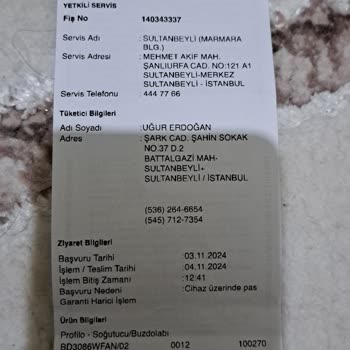 YETKİLİ SERVİS
Fiş No 140343337
Servis Adı : SULTANBEYLİ (MARMARA BLG.)
Servis Adresi : MEHMET AKİF MAH. ŞANLIURFA CAD. NO:121 A1 SULTANBEYLİ-MERKEZ SULTANBEYLİ - İSTANBUL
Servis Telefonu : 444 77 66
Tüketici Bilgileri
Adı Soyadı : UĞUR ERDOĞAN
Adres : ŞARK CAD. ŞAHİN SOKAK
NO.37 D.2
BATTALGAZİ MAH-
SULTANBEYLİ+
SULTANBEYLİ / İSTANBUL
(536) 264-6654
(545) 712-7354
Ziyaret Bilgileri
Başvuru Tarihi : 03.11.2024
İşlem / Teslim Tarihi : 04.11.2024
İşlem Bitiş Zamanı : 12:41
Başvuru Nedeni : Cihaz üzerinde pas
Garanti Harici İşlem
Ürün Bilgileri
Profilo - Soğutucu/Buzdolabı
BD3086WFAN/02 0012 100270